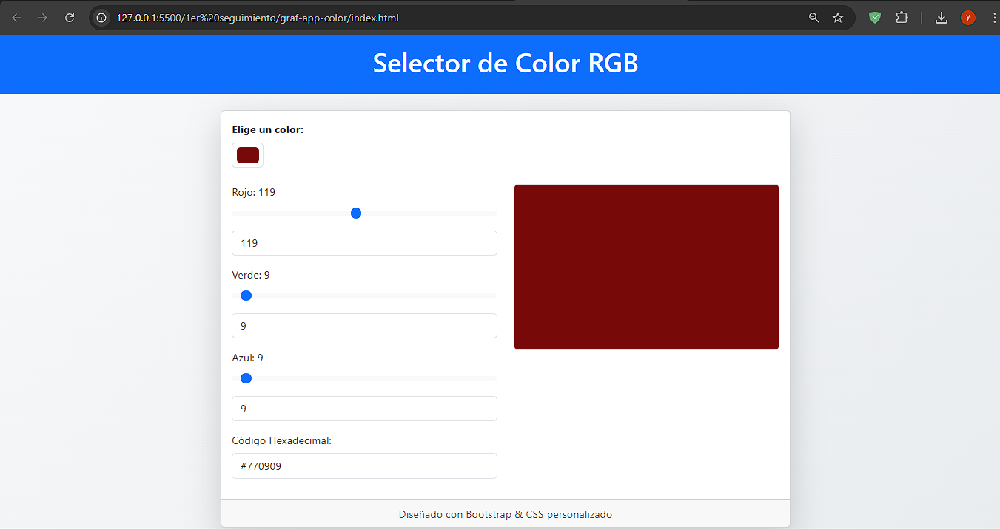 127.0.0.1:5500/1er%20seguimiento/graf-app-color/index.html
y
Selector de Color RGB
Elige un color:
Rojo: 119
119
Verde: 9
9
Azul: 9
9
Código Hexadecimal:
#770909
Diseñado con Bootstrap & CSS personalizado